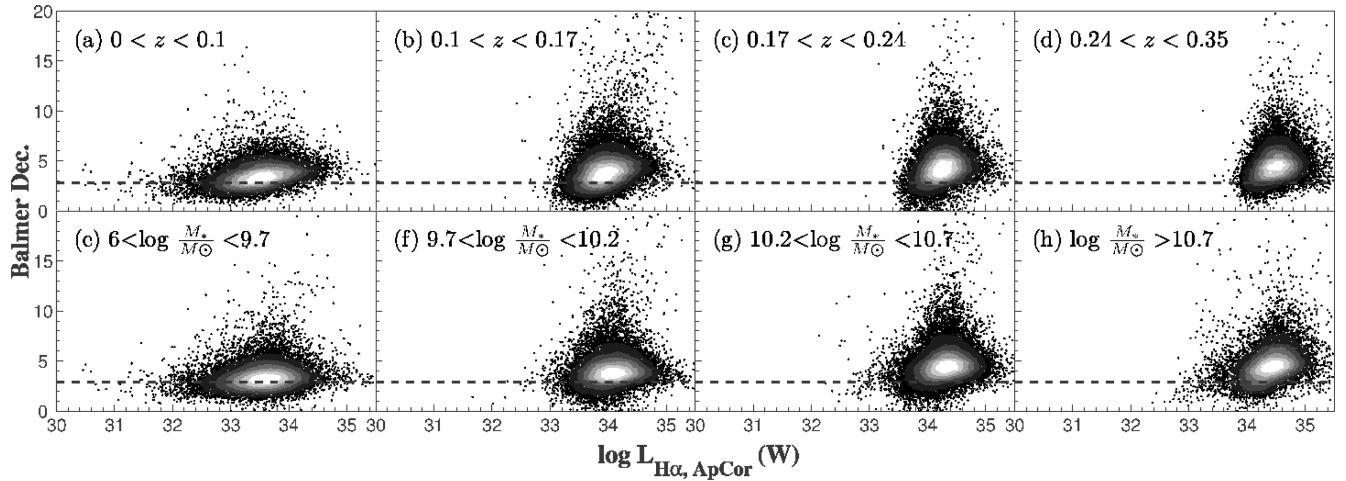 20
15
10
5
0
(a) 0 < z < 0.1
(b) 0.1 < z < 0.17
(c) 0.17 < z < 0.24
(d) 0.24 < z < 0.35
Balmer Dec.
15
10
5
0
(e) 6<log M*/M⊙ <9.7
(f) 9.7<log M*/M⊙ <10.2
(g) 10.2<log M*/M⊙ <10.7
(h) log M*/M⊙ >10.7
30 31 32 33 34 35 30 31 32 33 34 35 30 31 32 33 34 35 30 31 32 33 34 35
log L Hα, ApCor (W)